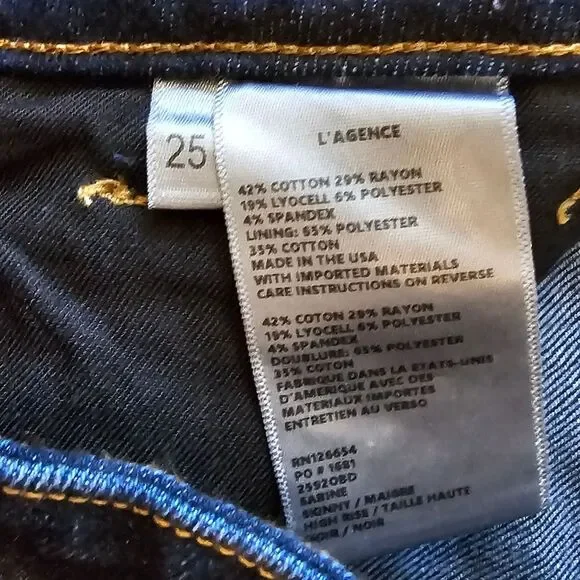 25
L'AGENCE
42% COTTON 29% RAYON
19% LYOCELL 6% POLYESTER
4% SPANDEX
LINING: 65% POLYESTER
35% COTTON
MADE IN THE USA
WITH IMPORTED MATERIALS
CARE INSTRUCTIONS ON REVERSE
42% COTON 29% RAYON
19% LYOCELL 6% POLYESTER
4% SPANDEX
DOUBLURE: 65% POLYESTER
35% COTON
FABRIQUE DANS LA ETATS-UNIS
D'AMERIQUE AVEC DES
MATERIAUX IMPORTES
ENTRETIEN AU VERSO
RN126654
PO # 1681
2592OBD
SABINE
SKINNY / MAIGRE
HIGH RISE / TAILLE HAUTE
NOIR / NOIR